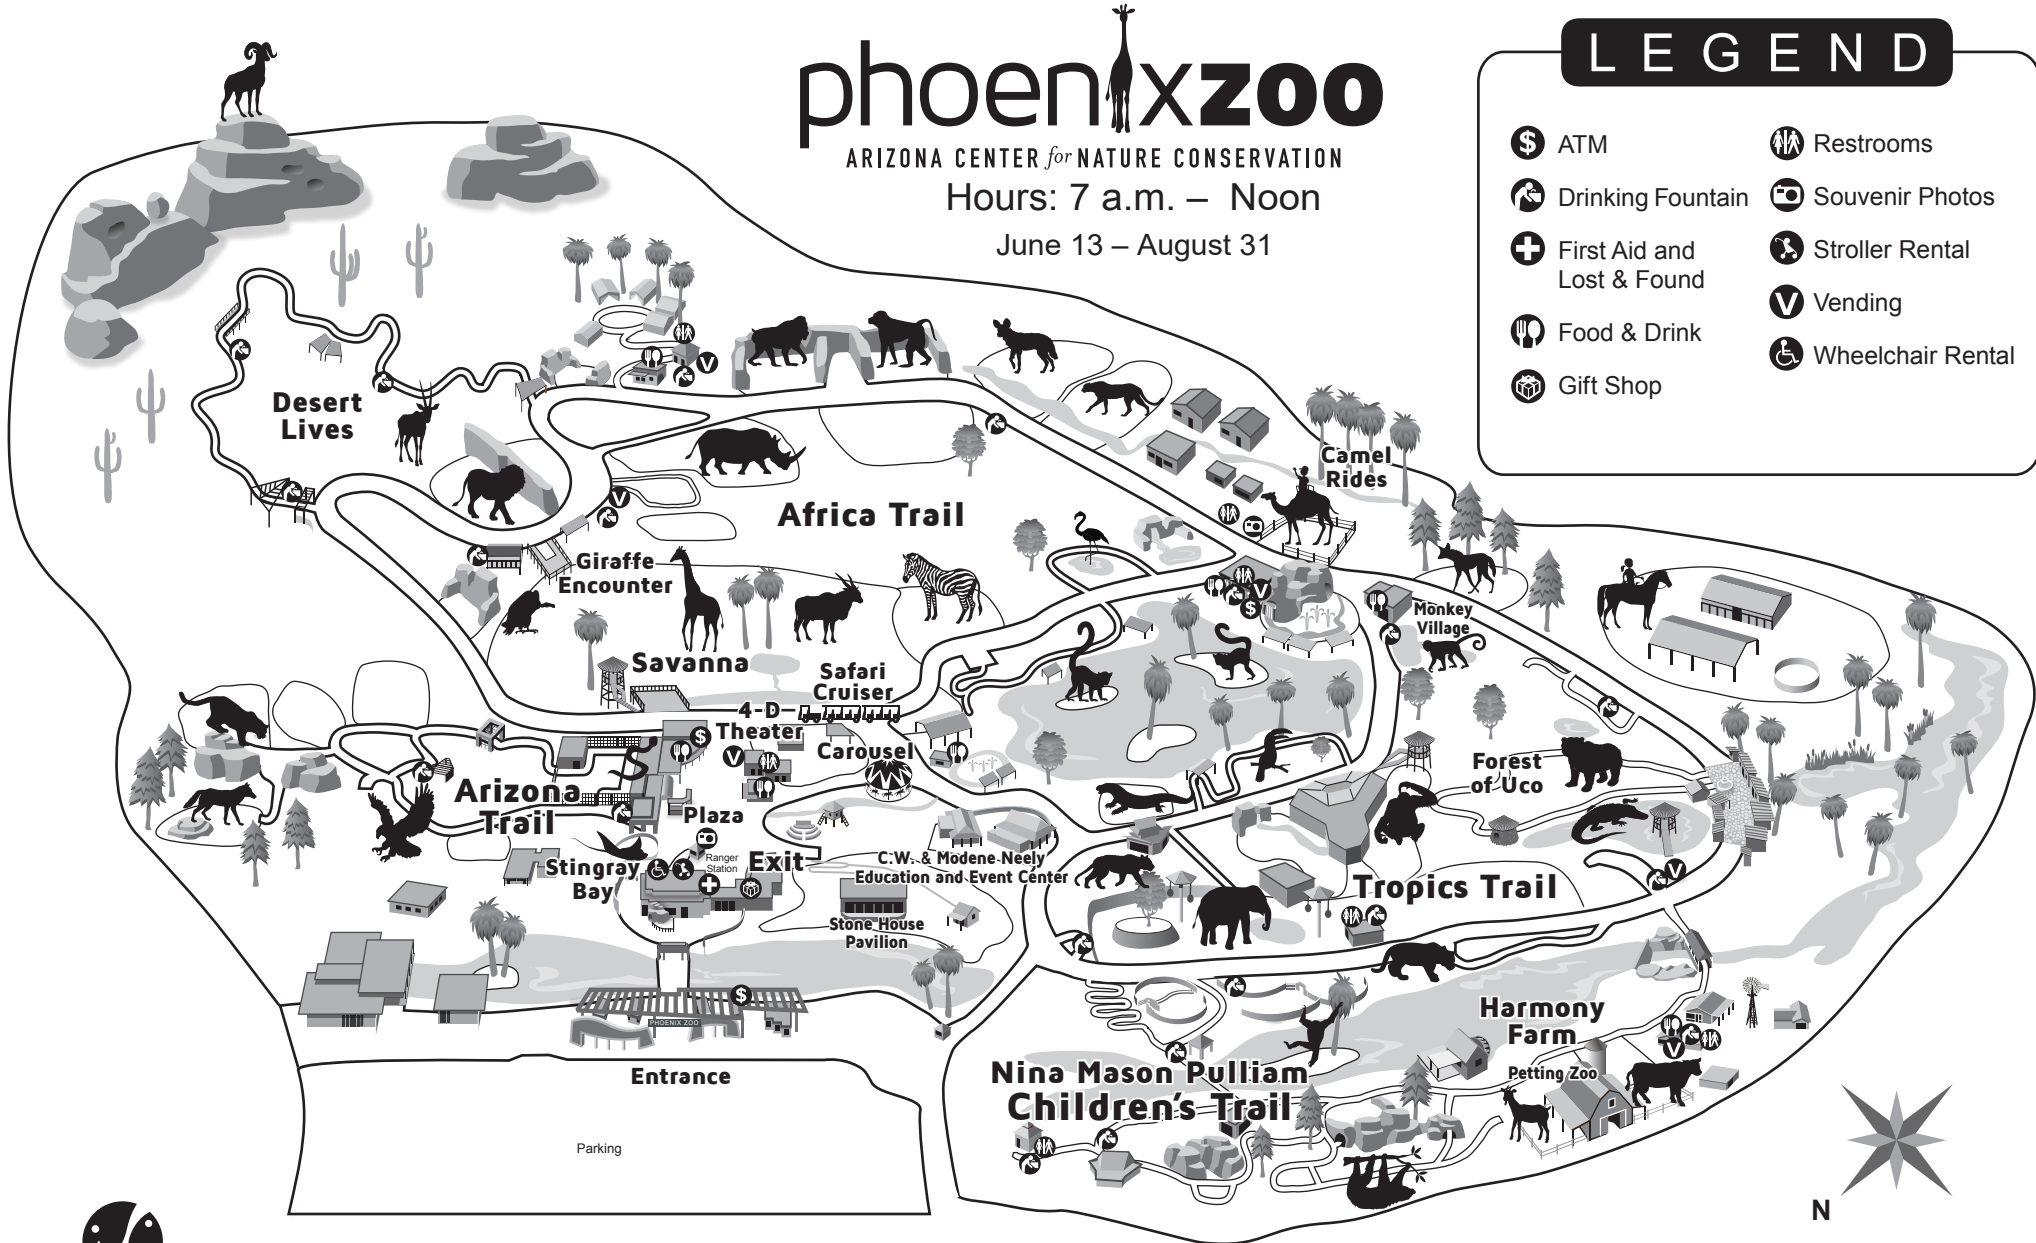 phoenixzoo
ARIZONA CENTER for NATURE CONSERVATION
Hours: 7 a.m. – Noon
June 13 – August 31
LEGEND
$ ATM
Drinking Fountain
First Aid and
Lost & Found
Food & Drink
Gift Shop
Restrooms
Souvenir Photos
Stroller Rental
V Vending
Wheelchair Rental
Desert
Lives
V
Camel
Rides
V
Africa Trail
Giraffe
Encounter
V
$
Monkey
Village
Savanna
Safari
Cruiser
4-D
Theater
$
V
Carousel
Forest
of Uco
Arizona
Trail
Plaza
Stingray
Bay
Ranger
Station
Exit
C.W. & Modene Neely
Education and Event Center
Stone House
Pavilion
Tropics Trail
V
$
PHOENIX ZOO
Entrance
Parking
Harmony
Farm
V
Petting Zoo
Nina Mason Pulliam
Children's Trail
N